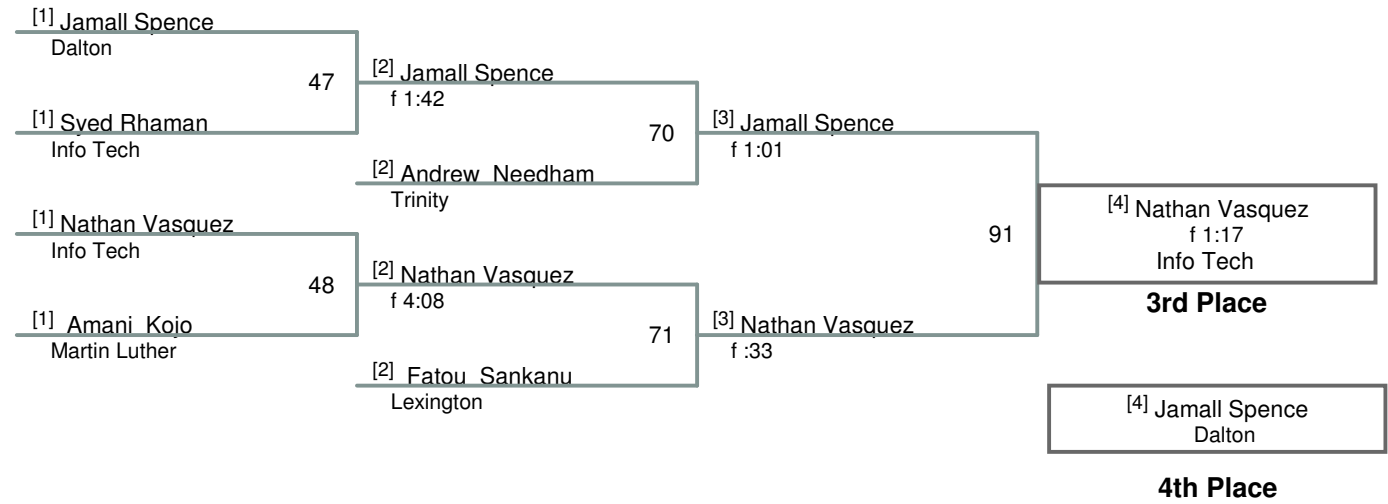 [1] Jamall Spence
Dalton
47
[2] Jamall Spence
f 1:42
[1] Syed Rhaman
Info Tech
70
[3] Jamall Spence
f 1:01
[2] Andrew Needham
Trinity
[1] Nathan Vasquez
Info Tech
91
[4] Nathan Vasquez
f 1:17
Info Tech
3rd Place
48
[2] Nathan Vasquez
f 4:08
[1] Amani Kojo
Martin Luther
71
[3] Nathan Vasquez
f :33
[2] Fatou Sankanu
Lexington
[4] Jamall Spence
Dalton
4th Place